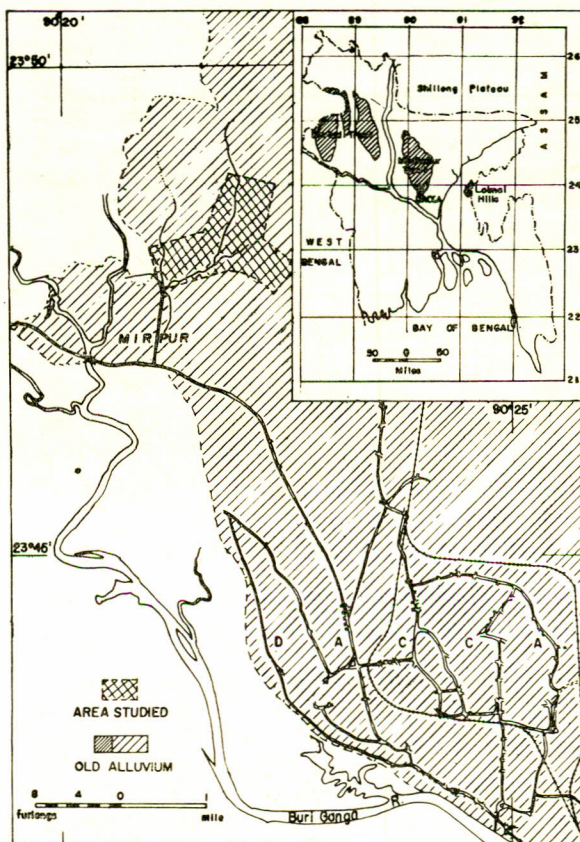 90°20'
23°50'
88 89 90 91 92
26
25
24
23
22
21
ASSAM
Shillong Plateau
DACCA
Lalmai
Hills
WEST
BENGAL
BAY OF BENGAL
50 0 50
Miles
MIRPUR
90°25'
23°45'
D A C C A
AREA STUDIED
OLD ALLUVIUM
8 4 0 1
Furlongs mile
Buri Ganga R.